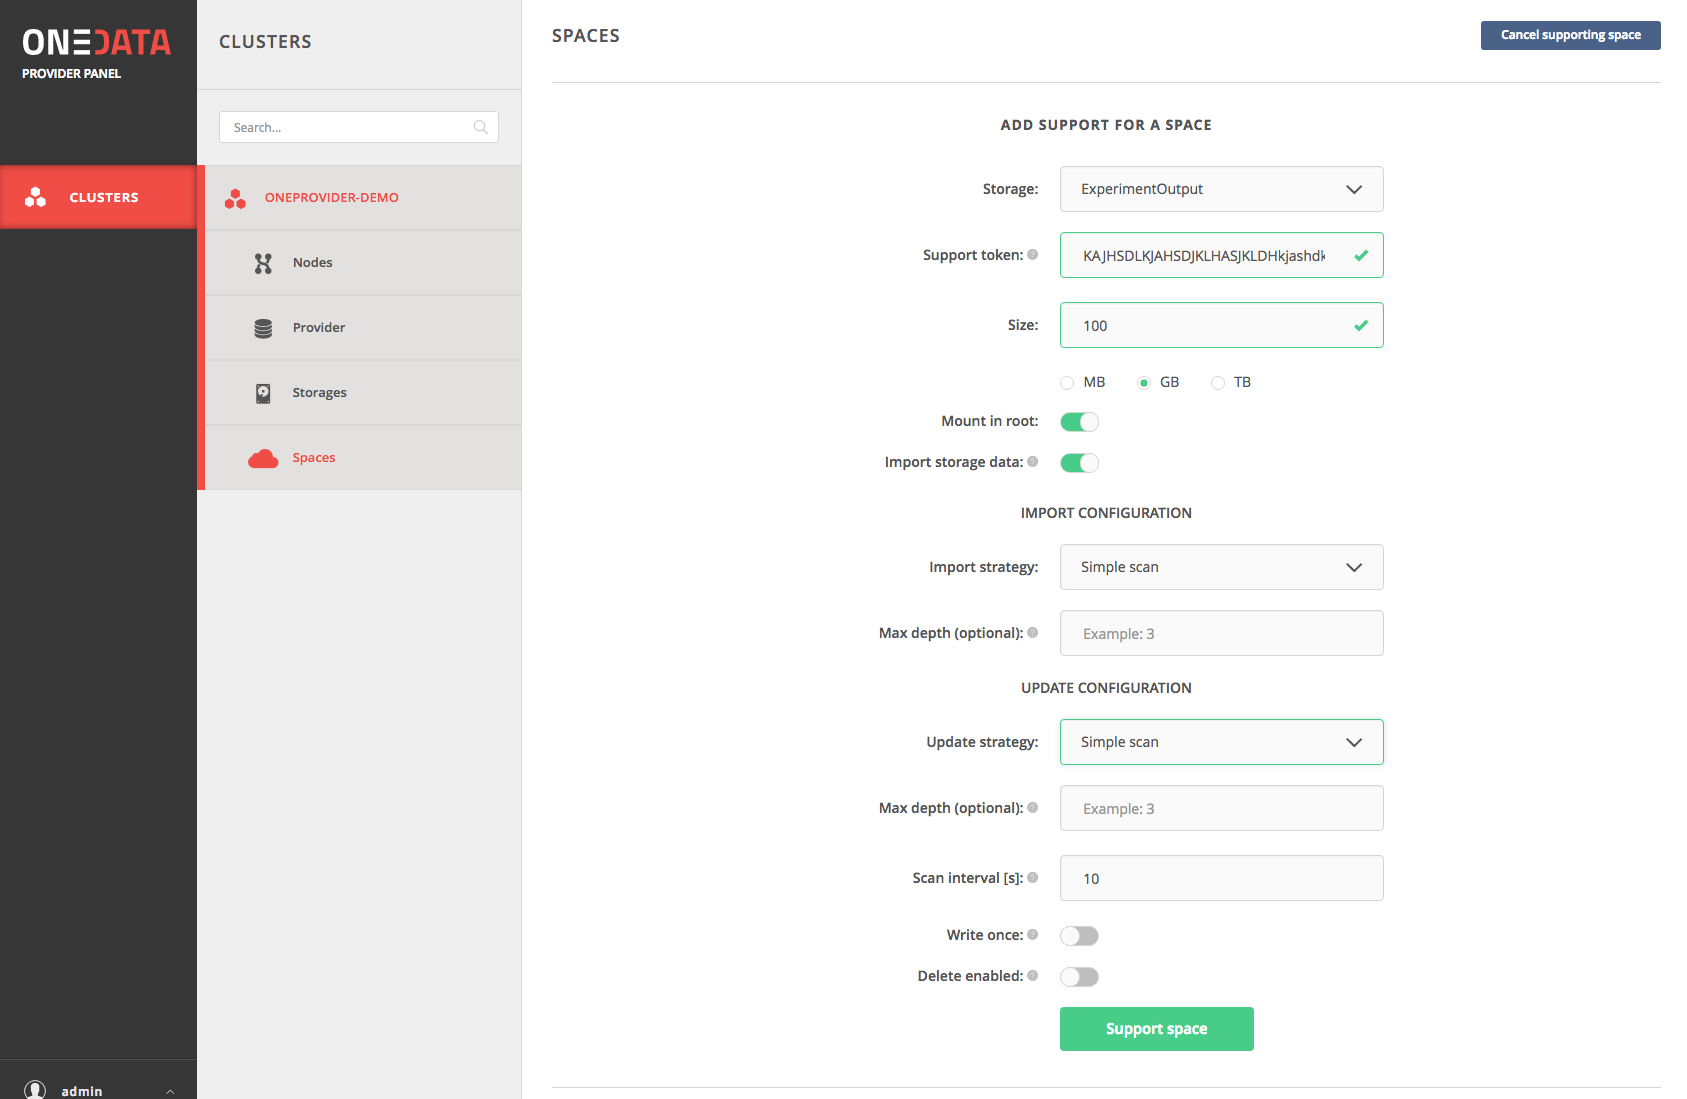 ONEDATA
PROVIDER PANEL
CLUSTERS
admin
CLUSTERS
Search...
ONEPROVIDER-DEMO
Nodes
Provider
Storages
Spaces
SPACES
Cancel supporting space
ADD SUPPORT FOR A SPACE
Storage: ExperimentOutput
Support token: KAJHSDLKJAHSDJKLHASJKLDHkjashdk
Size: 100
MB GB TB
Mount in root:
Import storage data:
IMPORT CONFIGURATION
Import strategy: Simple scan
Max depth (optional): Example: 3
UPDATE CONFIGURATION
Update strategy: Simple scan
Max depth (optional): Example: 3
Scan interval [s]: 10
Write once:
Delete enabled:
Support space